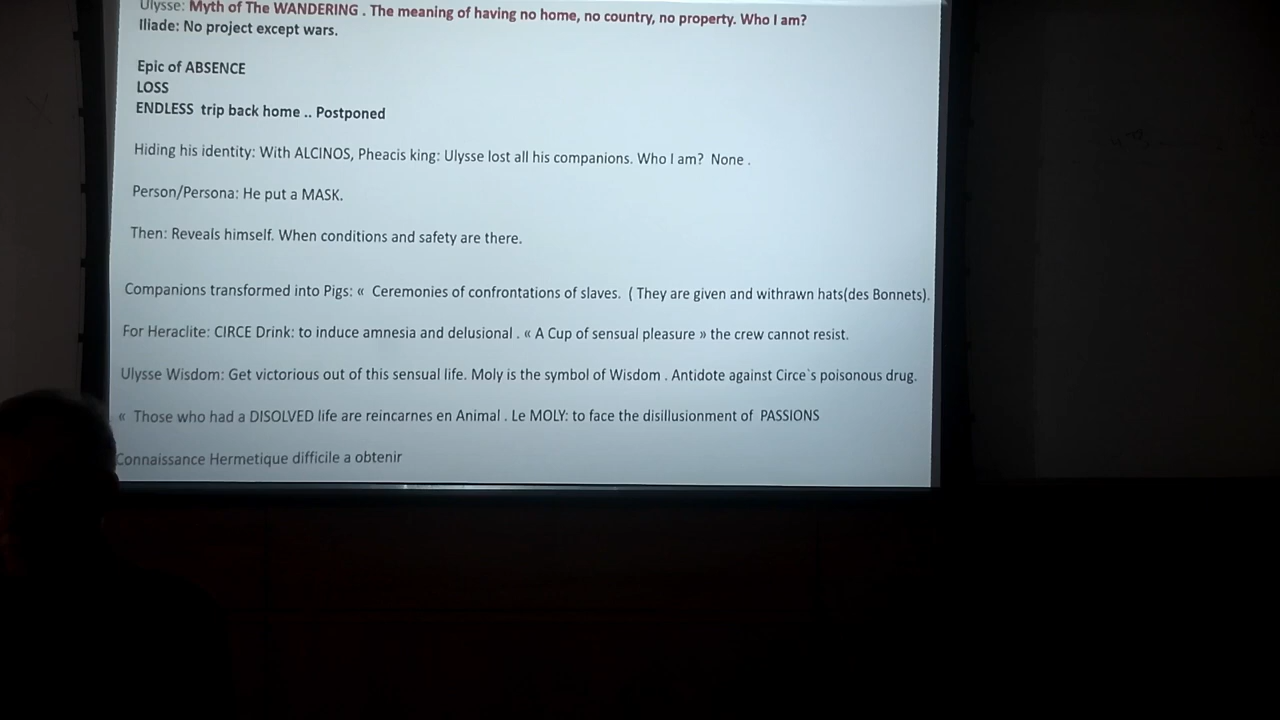 Ulysse: Myth of The WANDERING . The meaning of having no home, no country, no property. Who I am?
Iliade: No project except wars.
Epic of ABSENCE
LOSS
ENDLESS trip back home .. Postponed
Hiding his identity: With ALCINOS, Pheacis king: Ulysse lost all his companions. Who I am? None .
Person/Persona: He put a MASK.
Then: Reveals himself. When conditions and safety are there.
Companions transformed into Pigs: « Ceremonies of confrontations of slaves. ( They are given and withrawn hats(des Bonnets).
For Heraclite: CIRCE Drink: to induce amnesia and delusional . « A Cup of sensual pleasure » the crew cannot resist.
Ulysse Wisdom: Get victorious out of this sensual life. Moly is the symbol of Wisdom . Antidote against Circe`s poisonous drug.
« Those who had a DISOLVED life are reincarnes en Animal . Le MOLY: to face the disillusionment of PASSIONS
Connaissance Hermetique difficile a obtenir